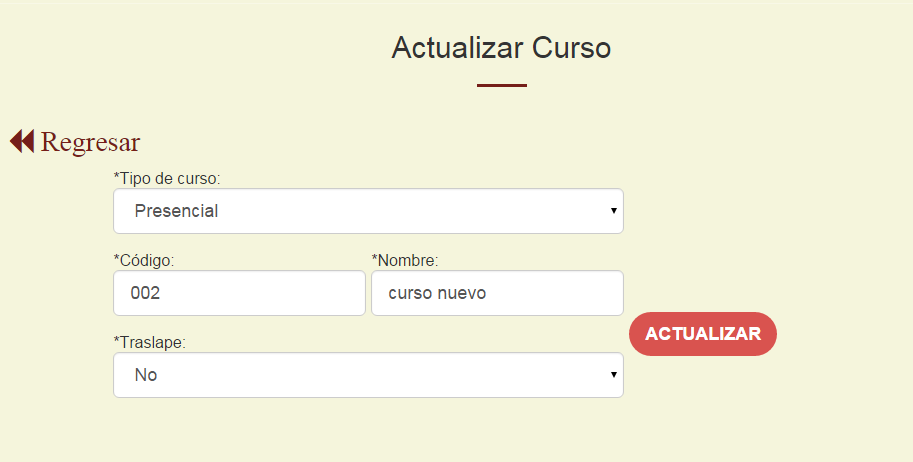 Actualizar Curso
Regresar
*Tipo de curso:
Presencial
*Código: *Nombre:
002 curso nuevo
ACTUALIZAR
*Traslape:
No